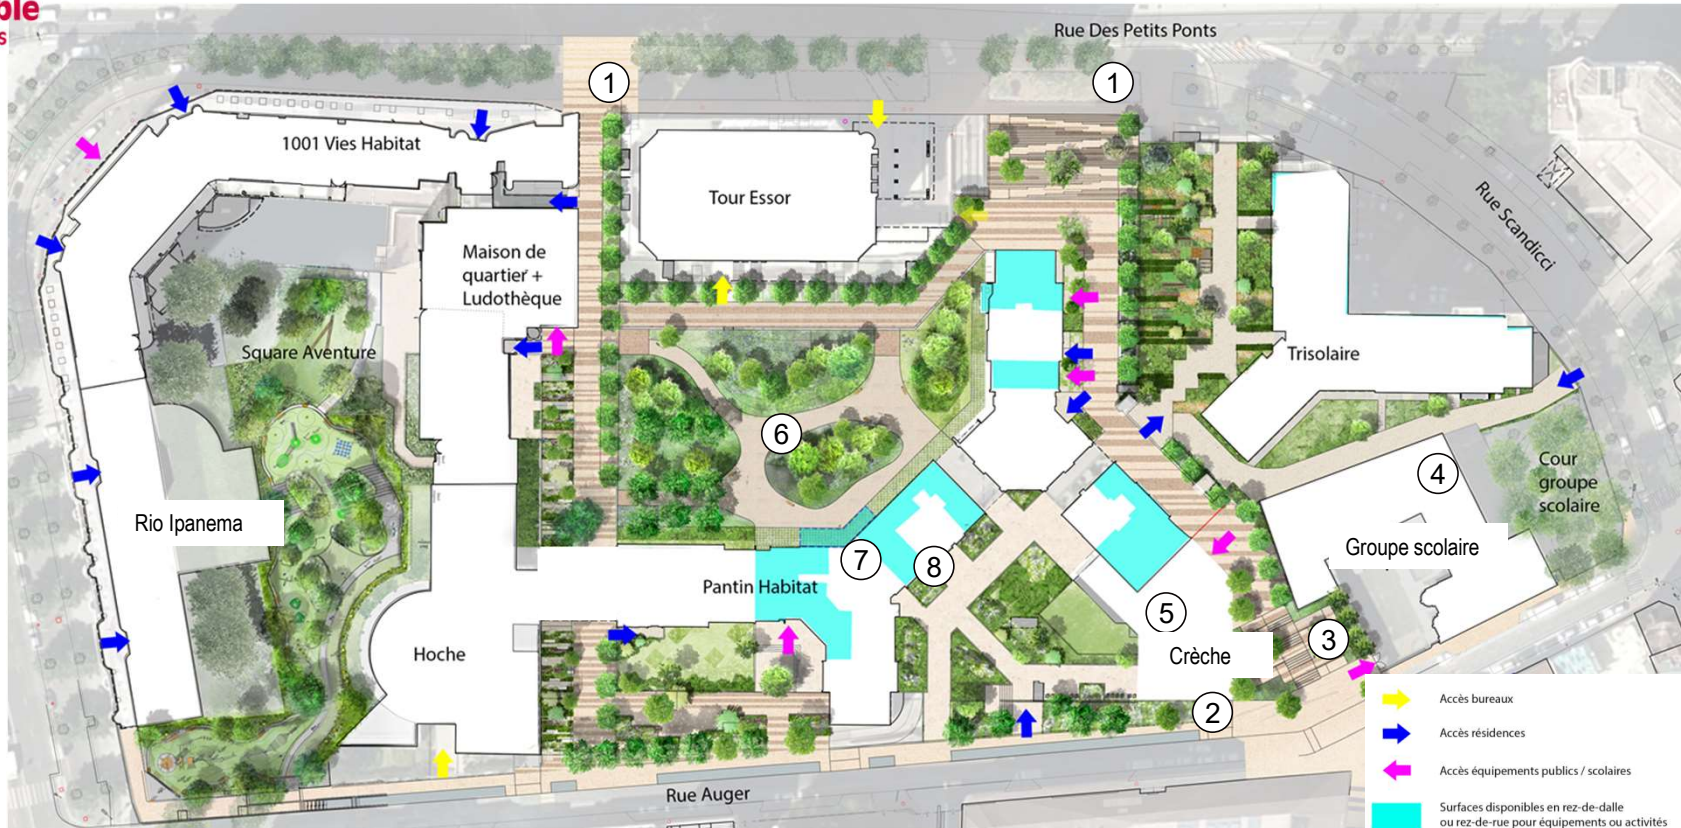 ble
s
Rue Des Petits Ponts
1
1
1001 Vies Habitat
Tour Essor
Rue Scandicci
Maison de
quartier +
Ludothèque
Square Aventure
Trisolaire
6
4
Cour
groupe
scolaire
Rio Ipanema
Groupe scolaire
7
8
Pantin Habitat
5
3
Hoche
Crèche
2
Rue Auger
Accès bureaux
Accès résidences
Accès équipements publics / scolaires
Surfaces disponibles en rez-de-dalle
ou rez-de-rue pour équipements ou activités